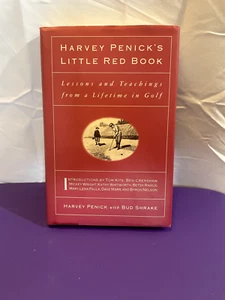 HARVEY PENICK'S
LITTLE RED BOOK
Lessons and Teachings
from a Lifetime in Golf
INTRODUCTIONS BY TOM KITE, BEN CRENSHAW,
MICKEY WRIGHT, KATHY WHITWORTH, BETSY RAWLS,
MARY LENA FAULK, DAVE MARR AND BYRON NELSON
HARVEY PENICK WITH BUD SHRAKE